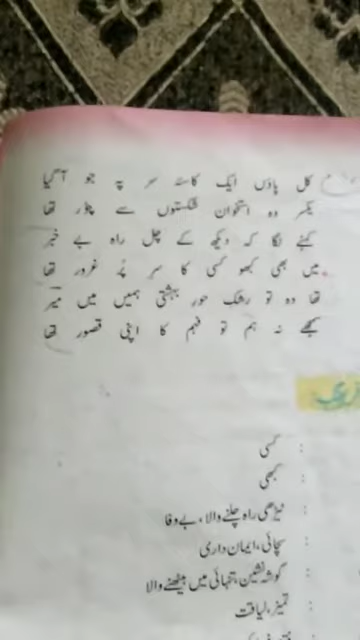 کل پاؤں ایک کاسۂ سر پہ جو آ گیا
یکسر وہ استخوان شکستوں سے چور تھا
کہنے لگا کہ دیکھ کے چل راہ بے خبر
میں بھی کبھو کسی کا سر پُر غرور تھا
تھا وہ تو رشک حور بہشتی ہمیں میں میرؔ
سمجھے نہ ہم تو فہم کا اپنی قصور تھا
: کسی
: کبھی
: ٹیڑھی راہ چلنے والا، بے وفا
: سچائی، ایمان داری
: گوشہ نشین، تنہائی میں بیٹھنے والا
: تمیز، لیاقت